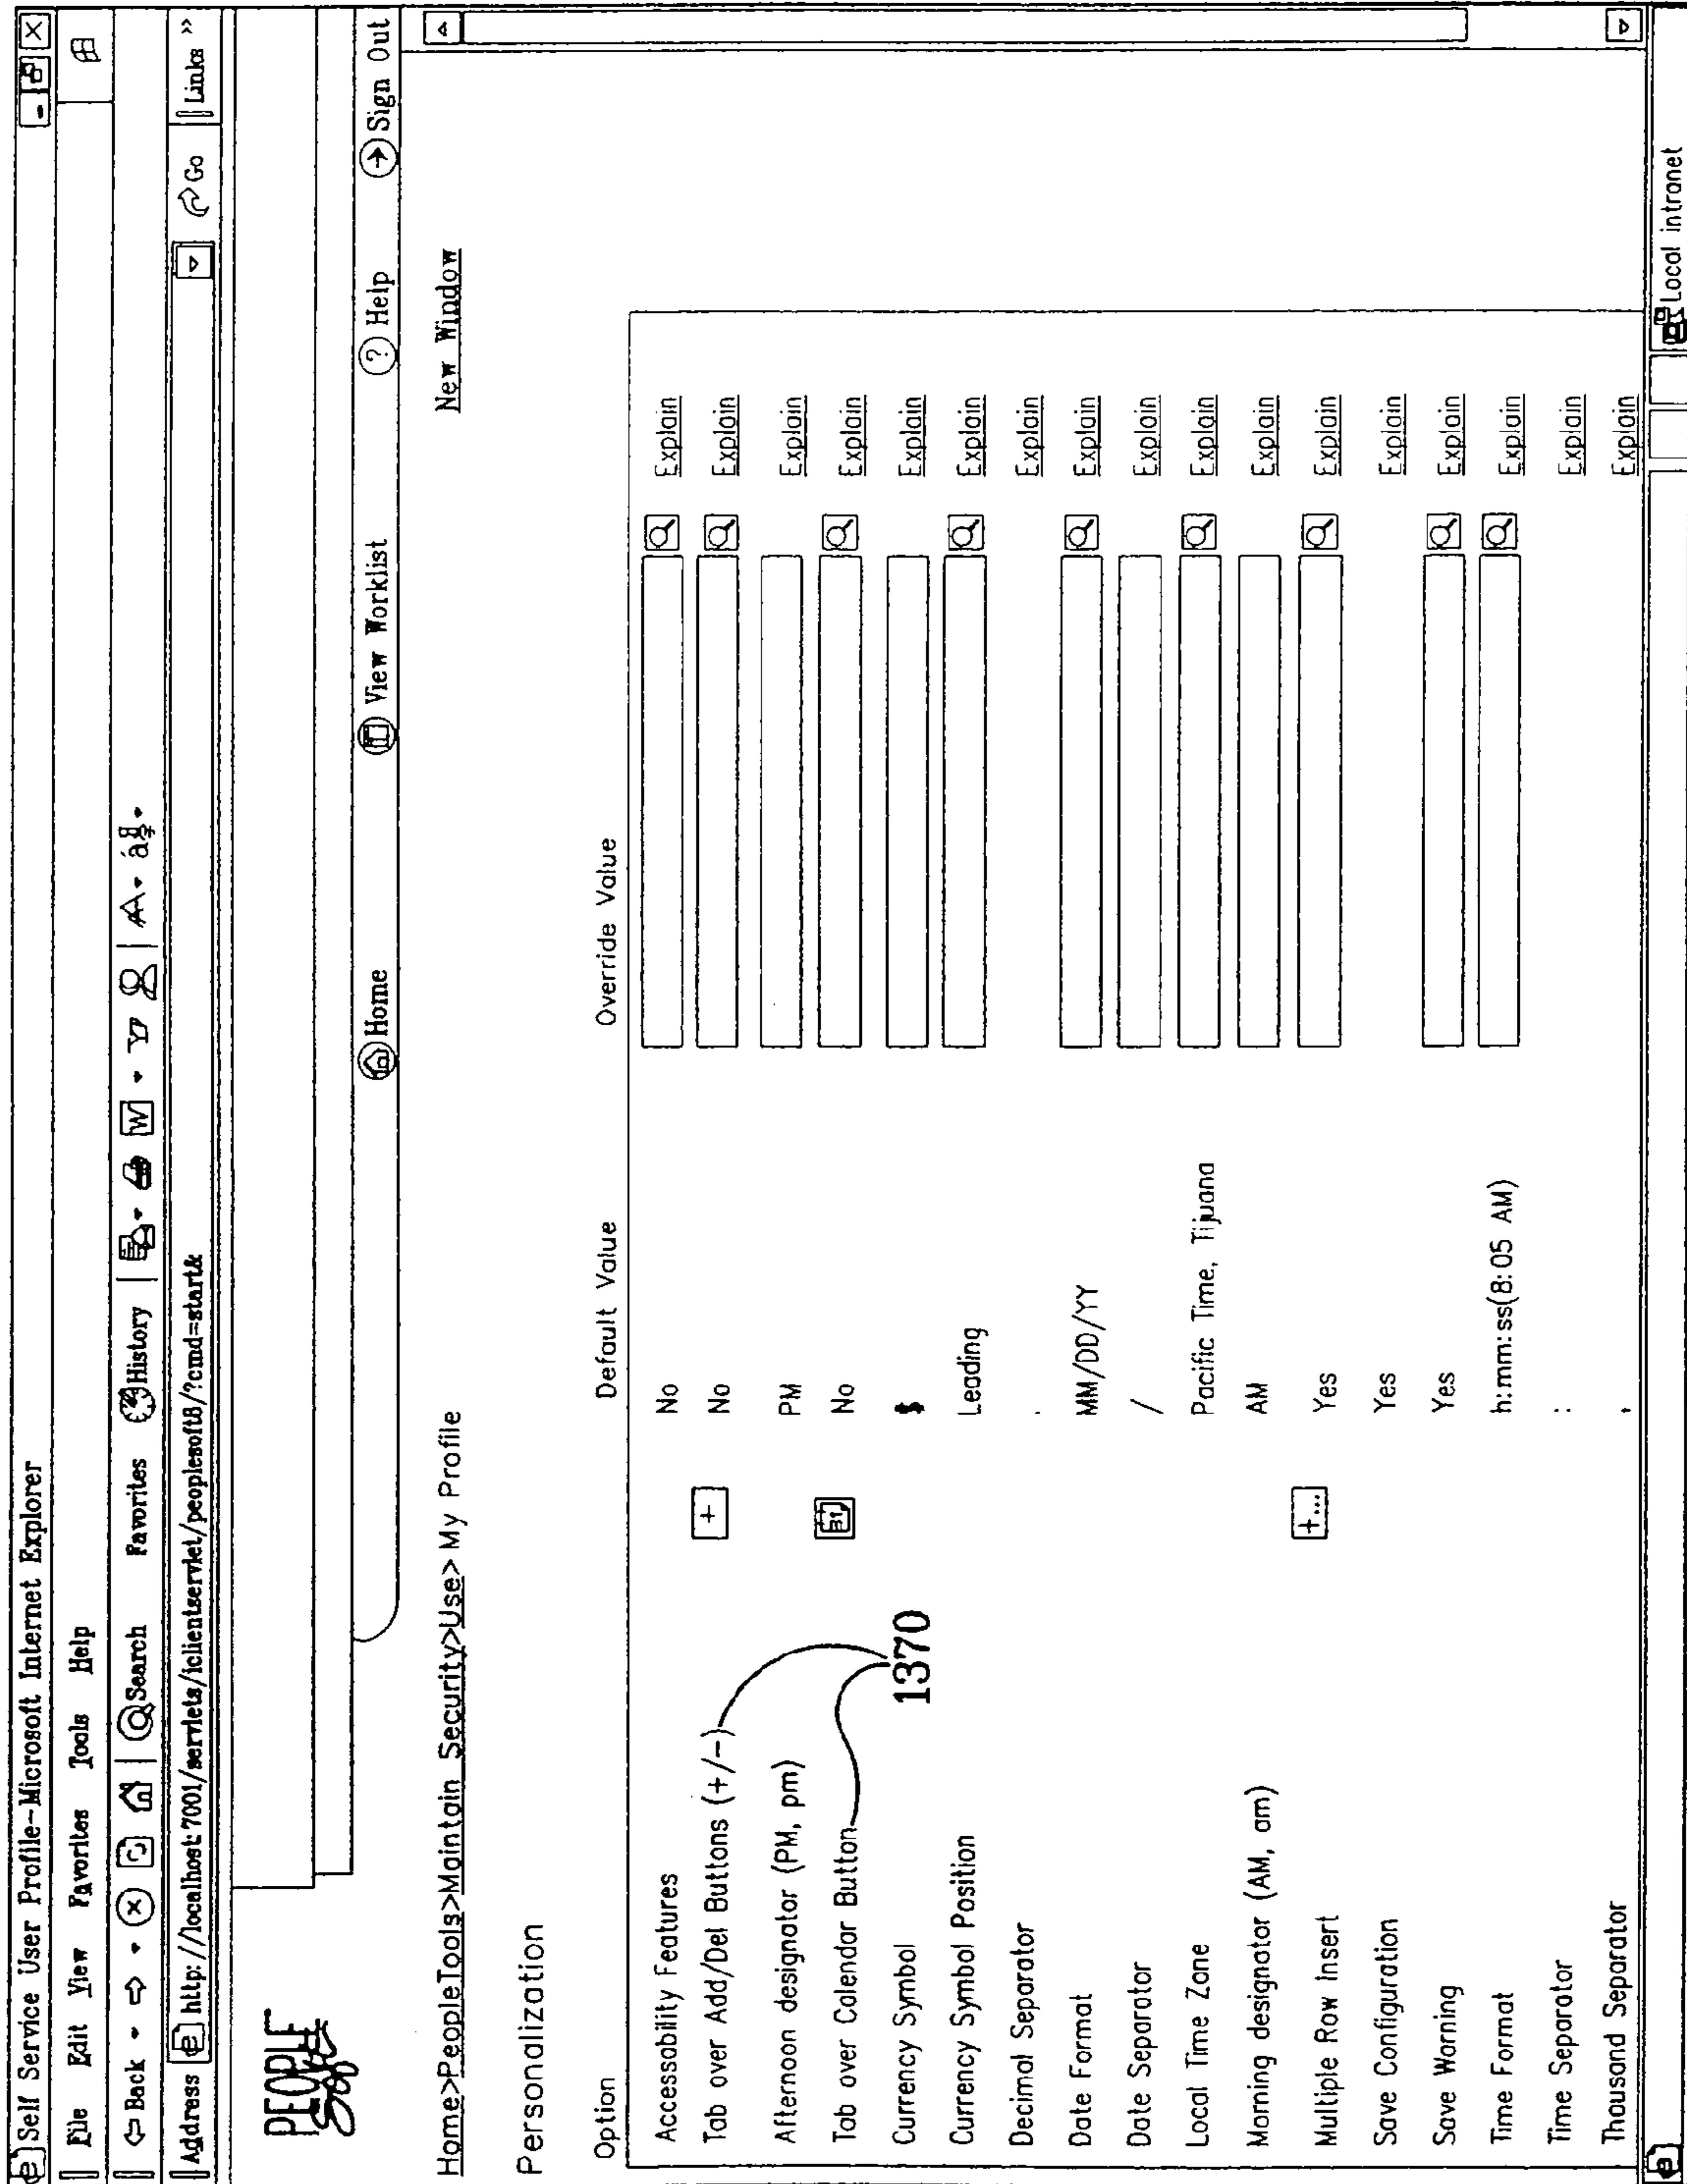 Self Service User Profile-Microsoft Internet Explorer
File Edit View Favorites Tools Help
Back Search Favorites History W A á
Address http://localhost:7001/servlets/iclientservlet/peoplesoft8/?cmd=start& Go Links »
PEOPLE Soft
Home View Worklist ? Help Sign Out
Home>PeopleTools>Maintain Security>Use> My Profile New Window
Personalization
Option Default Value Override Value
Accessability Features No Explain
Tab over Add/Del Buttons (+/-) + No Explain
Afternoon designator (PM, pm) PM Explain
Tab over Calendar Button 31 No Explain
1370
Currency Symbol $ Explain
Currency Symbol Position Leading Explain
Decimal Separator . Explain
Date Format MM/DD/YY Explain
Date Separator / Explain
Local Time Zone Pacific Time, Tijuana Explain
Morning designator (AM, am) AM Explain
Multiple Row Insert +... Yes Explain
Save Configuration Yes Explain
Save Warning Yes Explain
Time Format h:mm:ss(8:05 AM) Explain
Time Separator : Explain
Thousand Separator , Explain
Local intranet